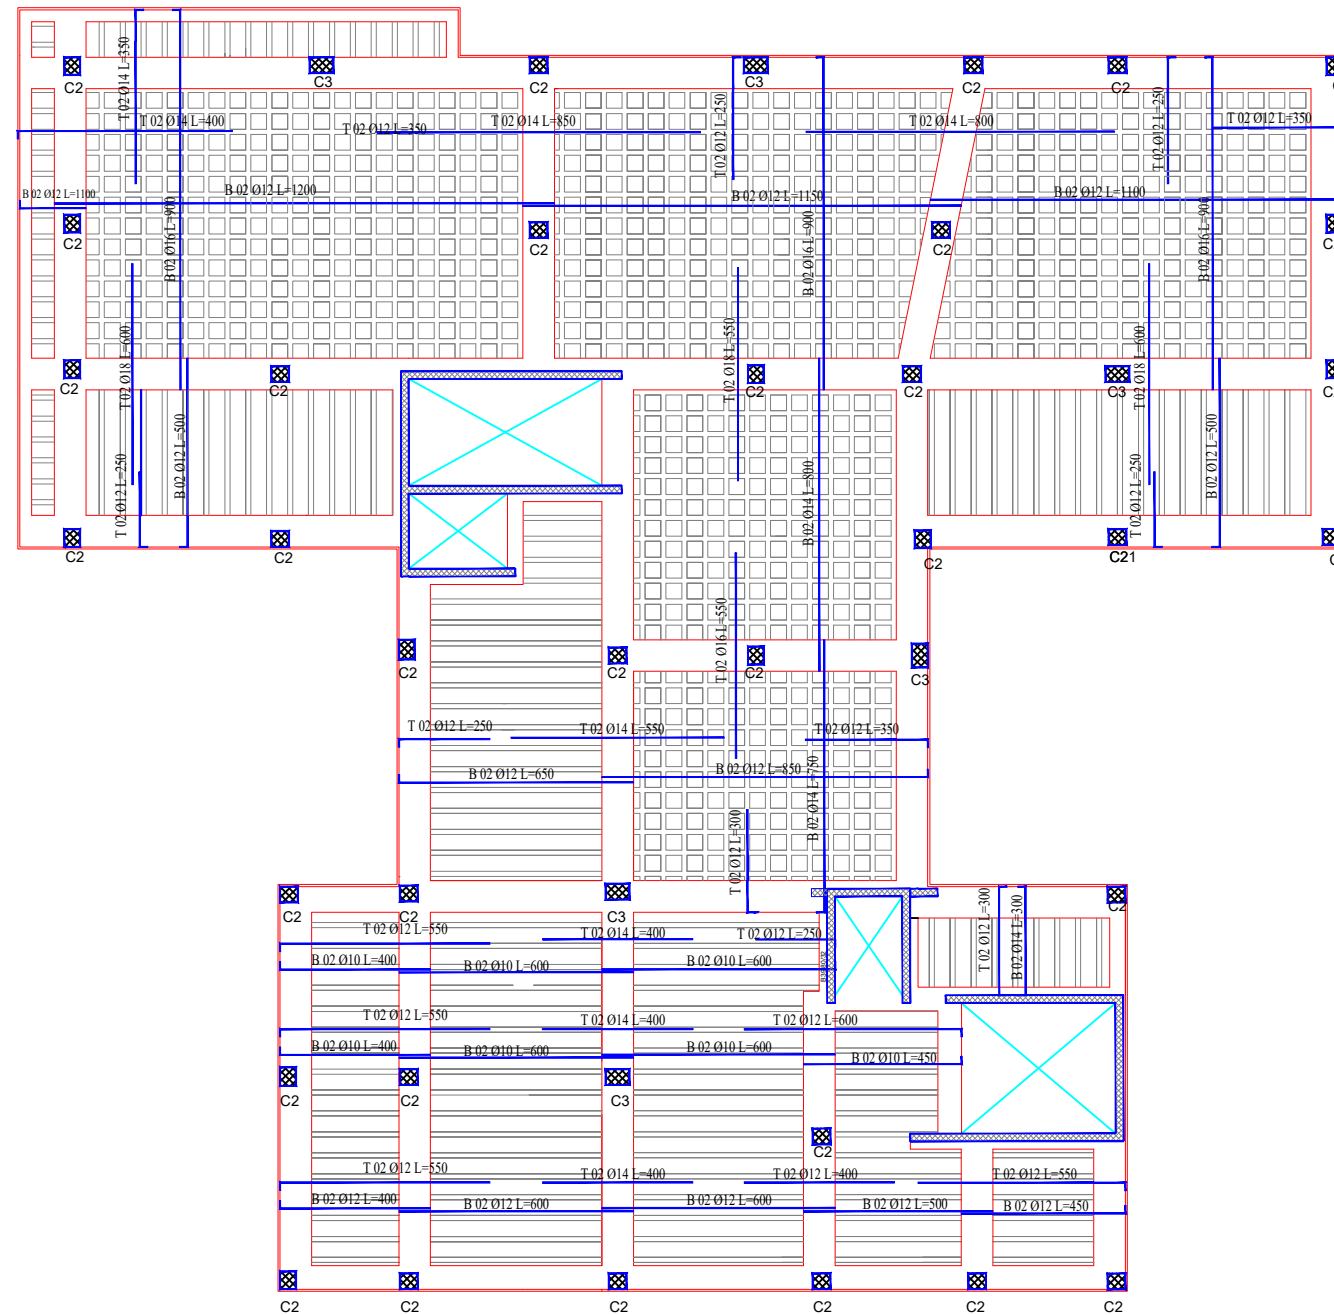 T 02 Ø14 L=350
C2
C3
C2
C3
C2
C2
T 02 Ø14 L=400
T 02 Ø12 L=350
T 02 Ø14 L=850
T 02 Ø12 L=250
T 02 Ø14 L=800
T 02 Ø12 L=250
T 02 Ø12 L=350
B 02 Ø12 L=1100
B 02 Ø12 L=1200
B 02 Ø12 L=1150
B 02 Ø12 L=1100
B 02 Ø16 L=900
B 02 Ø16 L=900
B 02 Ø16 L=900
C2
C2
C2
T 02 Ø18 L=600
T 02 Ø18 L=550
T 02 Ø18 L=600
C2
C2
C2
C2
C3
T 02 Ø12 L=250
B 02 Ø12 L=500
B 02 Ø14 L=800
T 02 Ø12 L=250
B 02 Ø12 L=500
C2
C2
C2
C21
T 02 Ø16 L=550
C2
C2
C2
C3
T 02 Ø12 L=250
T 02 Ø14 L=550
T 02 Ø12 L=350
B 02 Ø12 L=650
B 02 Ø12 L=850
B 02 Ø14 L=750
T 02 Ø12 L=300
C2
C2
C3
C2
T 02 Ø12 L=550
T 02 Ø14 L=400
T 02 Ø12 L=250
T 02 Ø12 L=300
B 02 Ø14 L=300
B 02 Ø10 L=400
B 02 Ø10 L=600
B 02 Ø10 L=600
T 02 Ø12 L=550
T 02 Ø14 L=400
T 02 Ø12 L=600
B 02 Ø10 L=400
B 02 Ø10 L=600
B 02 Ø10 L=600
B 02 Ø10 L=450
C2
C2
C3
C2
T 02 Ø12 L=550
T 02 Ø14 L=400
T 02 Ø12 L=400
T 02 Ø12 L=550
B 02 Ø12 L=400
B 02 Ø12 L=600
B 02 Ø12 L=600
B 02 Ø12 L=500
B 02 Ø12 L=450
C2
C2
C2
C2
C2
C2